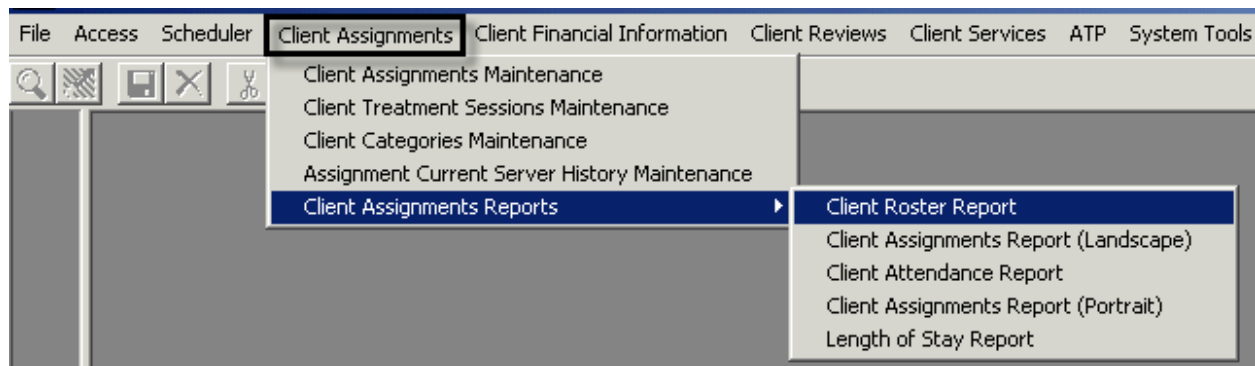 File Access Scheduler Client Assignments Client Financial Information Client Reviews Client Services ATP System Tools
Client Assignments Maintenance
Client Treatment Sessions Maintenance
Client Categories Maintenance
Assignment Current Server History Maintenance
Client Assignments Reports
Client Roster Report
Client Assignments Report (Landscape)
Client Attendance Report
Client Assignments Report (Portrait)
Length of Stay Report